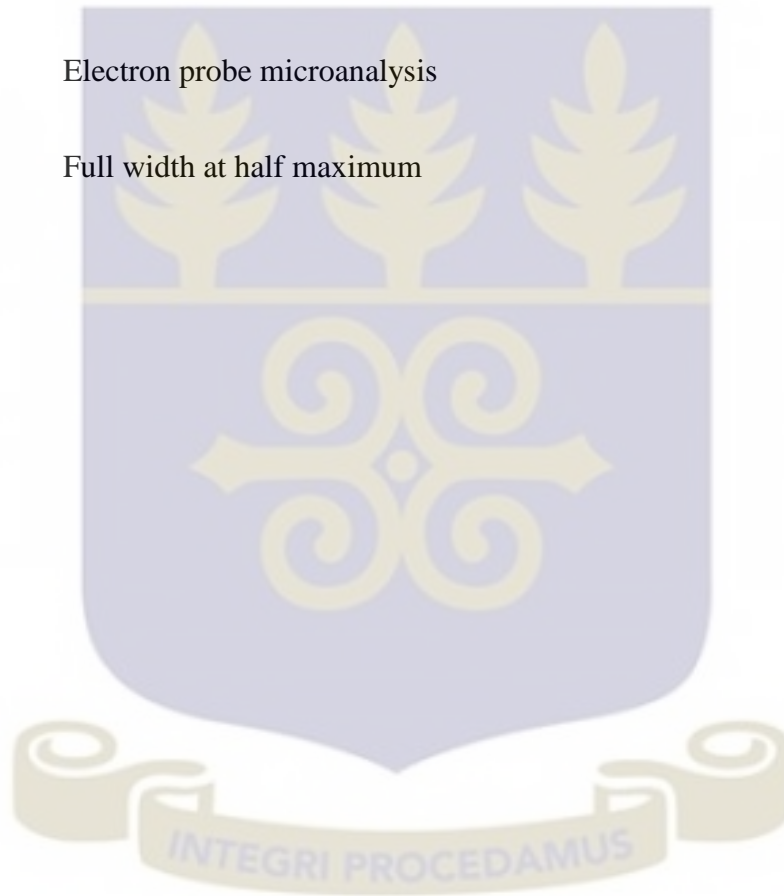 Electron probe microanalysis
Full width at half maximum
INTEGRI PROCEDAMUS